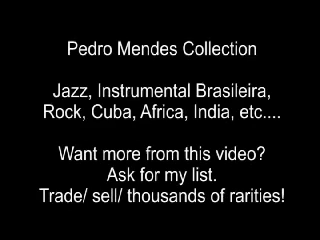 Pedro Mendes Collection
Jazz, Instrumental Brasileira,
Rock, Cuba, Africa, India, etc....
Want more from this video?
Ask for my list.
Trade/ sell/ thousands of rarities!